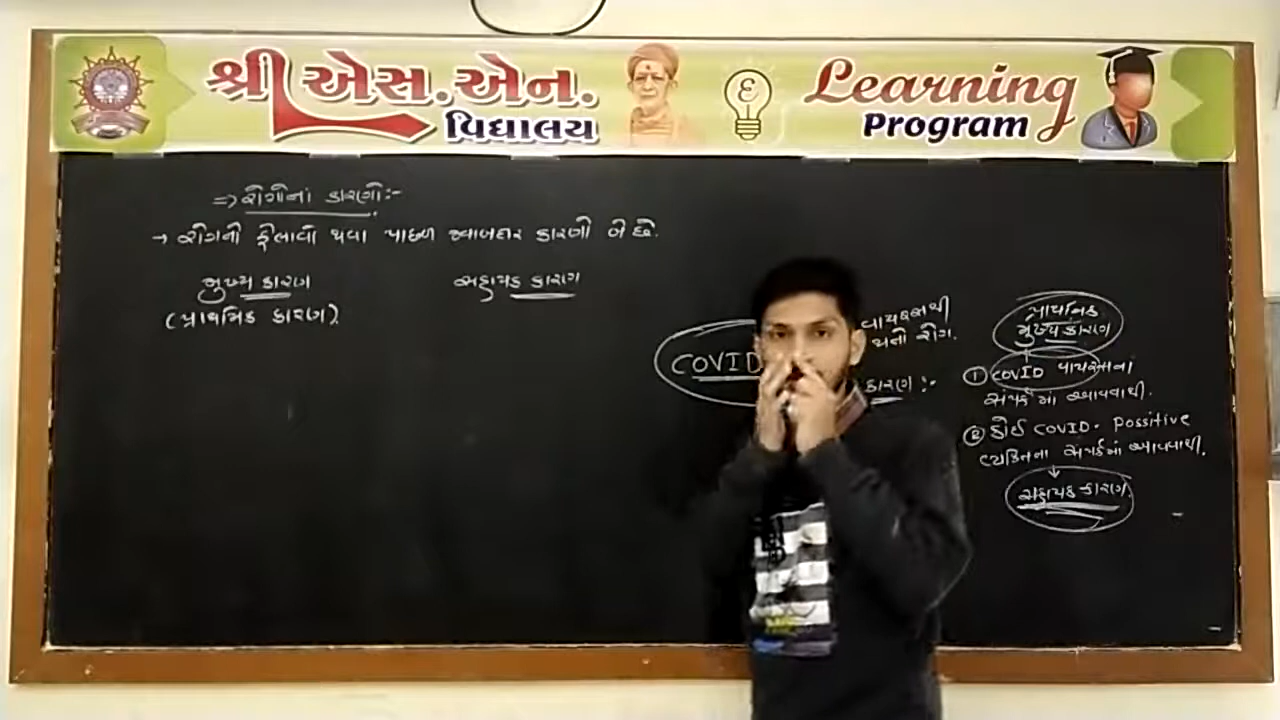 શ્રી એસ.એન.
વિદ્યાલય
Learning
Program
=> રોગોનાં કારણો:-
→ રોગનો ફેલાવો થવા પાછળ જવાબદાર કારણો બે છે.
મુખ્ય કારણ
સહાયક કારણ
(પ્રાથમિક કારણ).
COVID
વાયરસથી
થતો રોગ.
કારણ :-
પ્રાથમિક
મુખ્ય કારણ
① COVID વાયરસનાં
સંપર્કમાં આવવાથી.
② કોઈ COVID. Possitive
વ્યકિતના સંપર્કમાં આવવાથી.
સહાયક કારણ